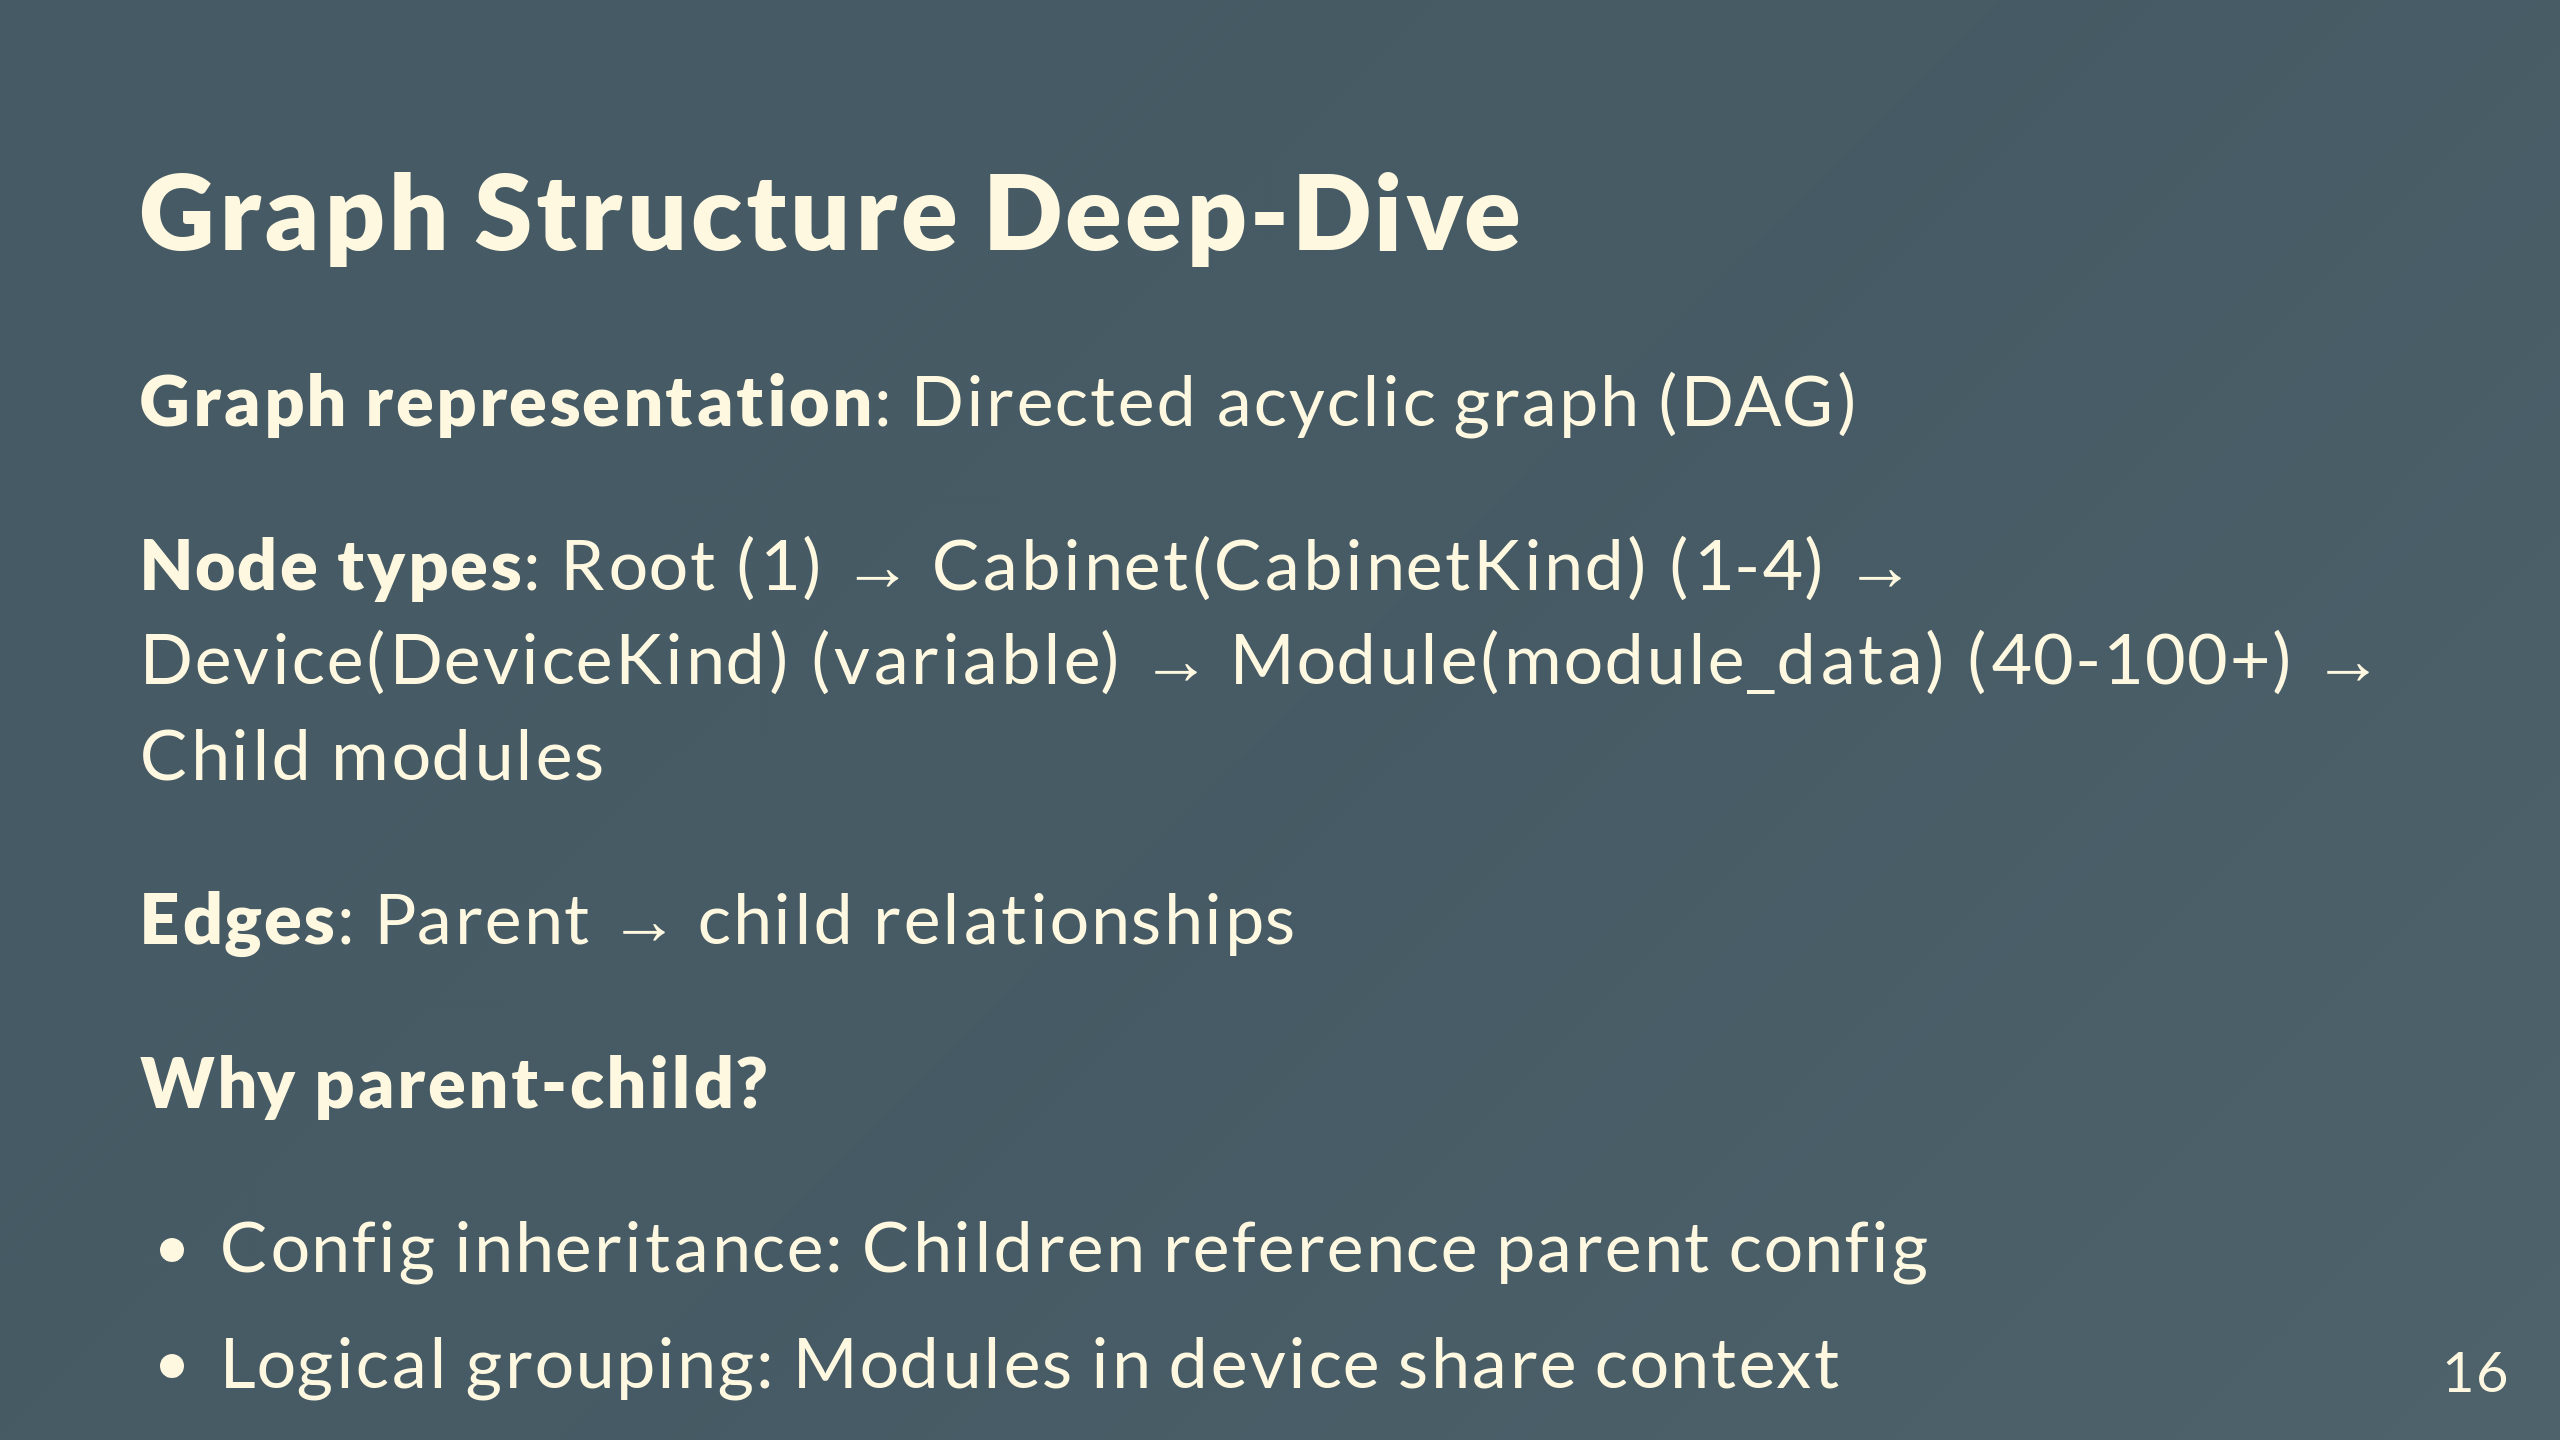 Graph Structure Deep-Dive
Graph representation: Directed acyclic graph (DAG)
Node types: Root (1) → Cabinet(CabinetKind) (1-4) →
Device(DeviceKind) (variable) → Module(module_data) (40-100+) →
Child modules
Edges: Parent → child relationships
Why parent-child?
• Config inheritance: Children reference parent config
• Logical grouping: Modules in device share context
16